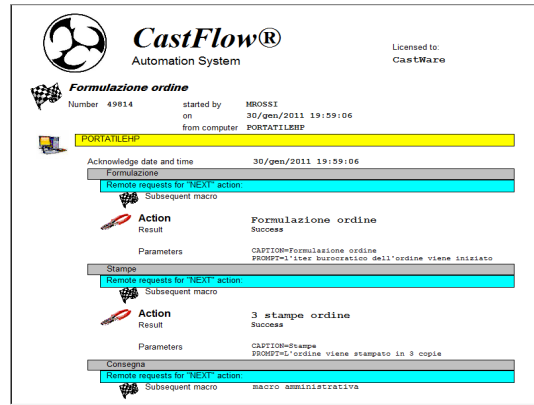 CastFlow®
Automation System
Licensed to:
CastWare
Formulazione ordine
Number 49814 started by MROSSI
on 30/gen/2011 19:59:06
from computer PORTATILEHP
PORTATILEHP
Acknowledge date and time 30/gen/2011 19:59:06
Formulazione
Remote requests for "NEXT" action:
Subsequent macro
Action Formulazione ordine
Result Success
Parameters CAPTION=Formulazione ordine
PROMPT=l'iter burocratico dell'ordine viene iniziato
Stampe
Remote requests for "NEXT" action:
Subsequent macro
Action 3 stampe ordine
Result Success
Parameters CAPTION=Stampe
PROMPT=L'ordine viene stampato in 3 copie
Consegna
Remote requests for "NEXT" action:
Subsequent macro macro amministrativa